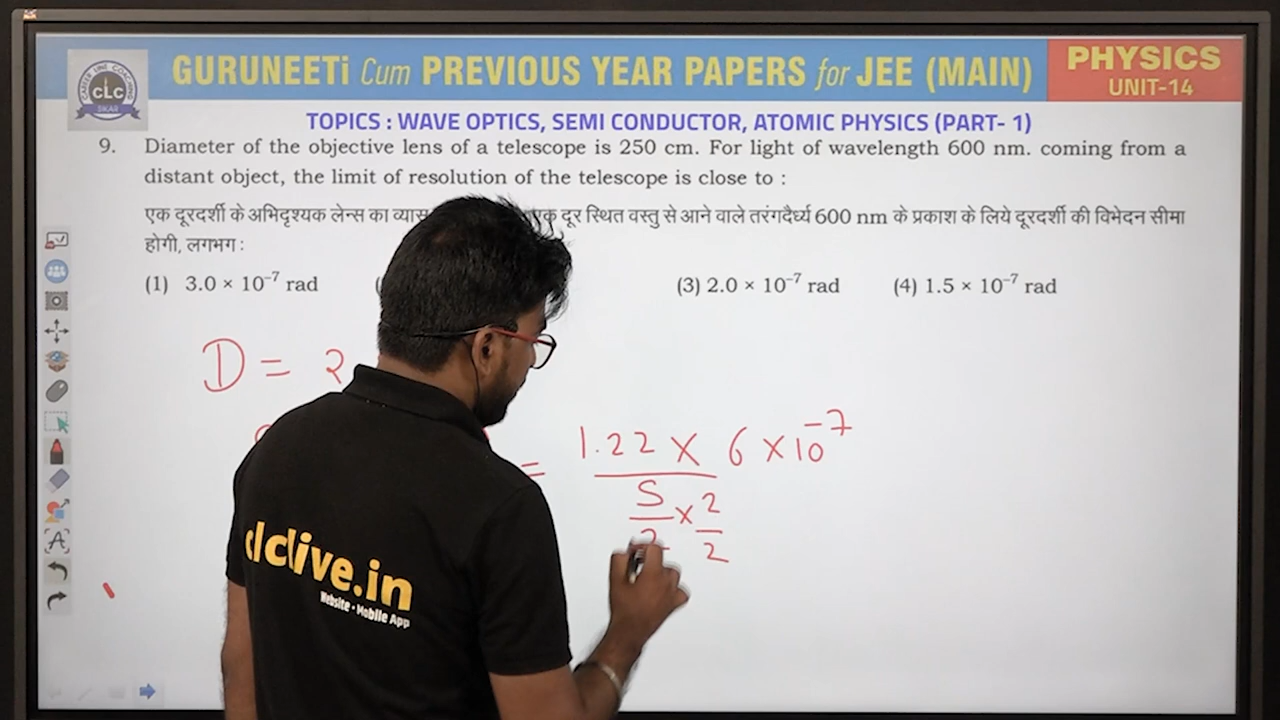 GURUNEETi Cum PREVIOUS YEAR PAPERS for JEE (MAIN)
PHYSICS
UNIT-14
CLC
SIKAR
TOPICS : WAVE OPTICS, SEMI CONDUCTOR, ATOMIC PHYSICS (PART- 1)
9. Diameter of the objective lens of a telescope is 250 cm. For light of wavelength 600 nm. coming from a
distant object, the limit of resolution of the telescope is close to :
एक दूरदर्शी के अभिदृश्यक लेन्स का व्यास एक दूर स्थित वस्तु से आने वाले तरंगदैर्ध्य 600 nm के प्रकाश के लिये दूरदर्शी की विभेदन सीमा
होगी, लगभग :
(1) 3.0 × 10⁻⁷ rad (3) 2.0 × 10⁻⁷ rad (4) 1.5 × 10⁻⁷ rad
D = 2
= 1.22 × 6 × 10⁻⁷
5 × 2
2 2
clclive.in
Website • Mobile App